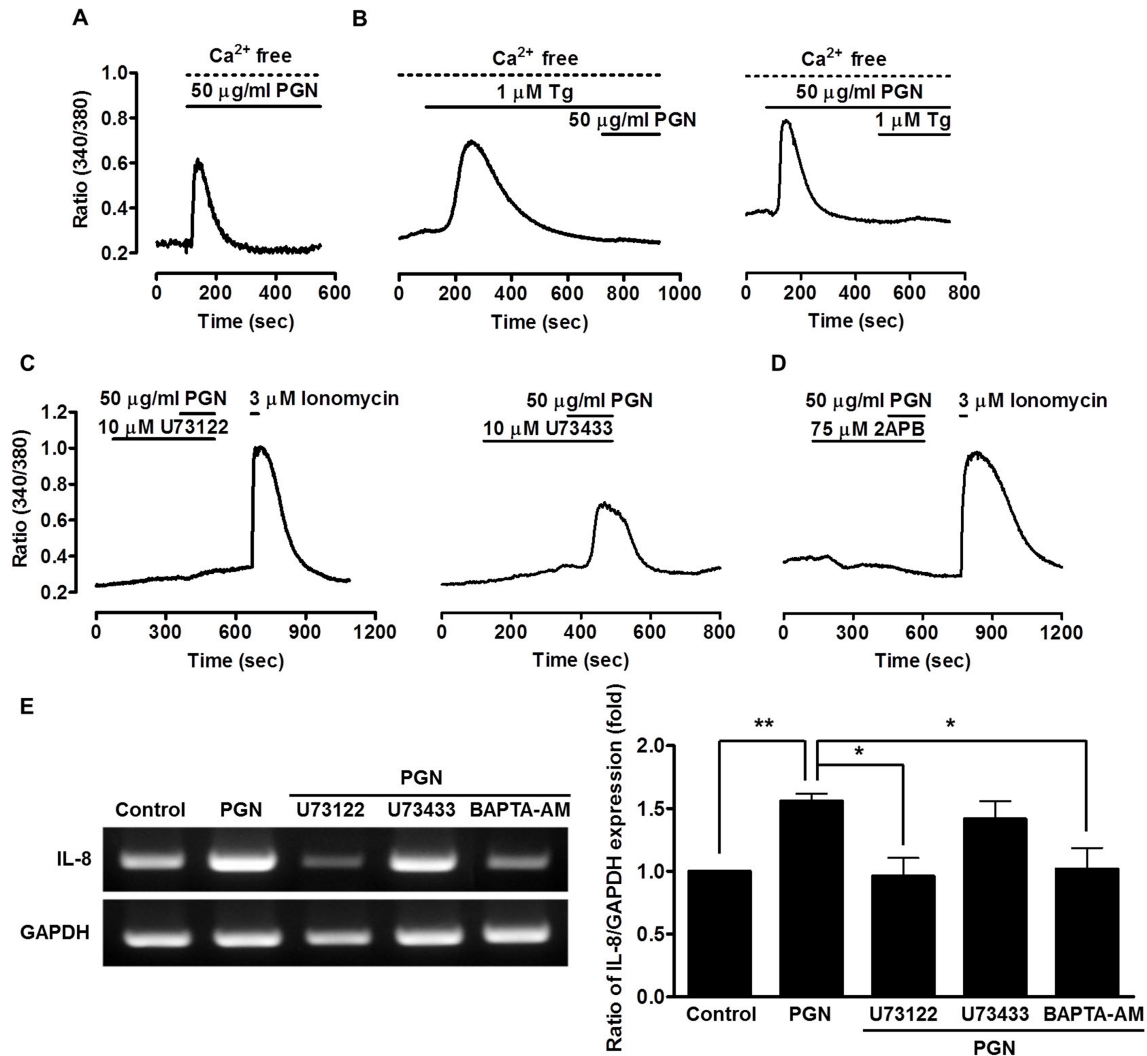 A
B
Ca2+ free
Ca2+ free
Ca2+ free
1.0
50 μg/ml PGN
1 μM Tg
50 μg/ml PGN
50 μg/ml PGN
1 μM Tg
0.8
0.6
0.4
0.2
Ratio (340/380)
0 200 400 600
Time (sec)
0 200 400 600 800 1000
Time (sec)
0 200 400 600 800
Time (sec)
C
D
50 μg/ml PGN
3 μM Ionomycin
10 μM U73122
50 μg/ml PGN
10 μM U73433
50 μg/ml PGN
3 μM Ionomycin
75 μM 2APB
1.2
1.0
0.8
0.6
0.4
0.2
Ratio (340/380)
0 300 600 900 1200
Time (sec)
0 200 400 600 800
Time (sec)
0 300 600 900 1200
Time (sec)
E
PGN
Control PGN U73122 U73433 BAPTA-AM
IL-8
GAPDH
Ratio of IL-8/GAPDH expression (fold)
2.0
1.5
1.0
0.5
0.0
**
*
*
Control PGN U73122 U73433 BAPTA-AM
PGN